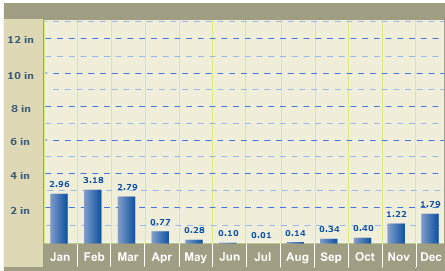 12 in
10 in
8 in
6 in
4 in
2 in
2.96 3.18 2.79 0.77 0.28 0.10 0.01 0.14 0.34 0.40 1.22 1.79
Jan Feb Mar Apr May Jun Jul Aug Sep Oct Nov Dec